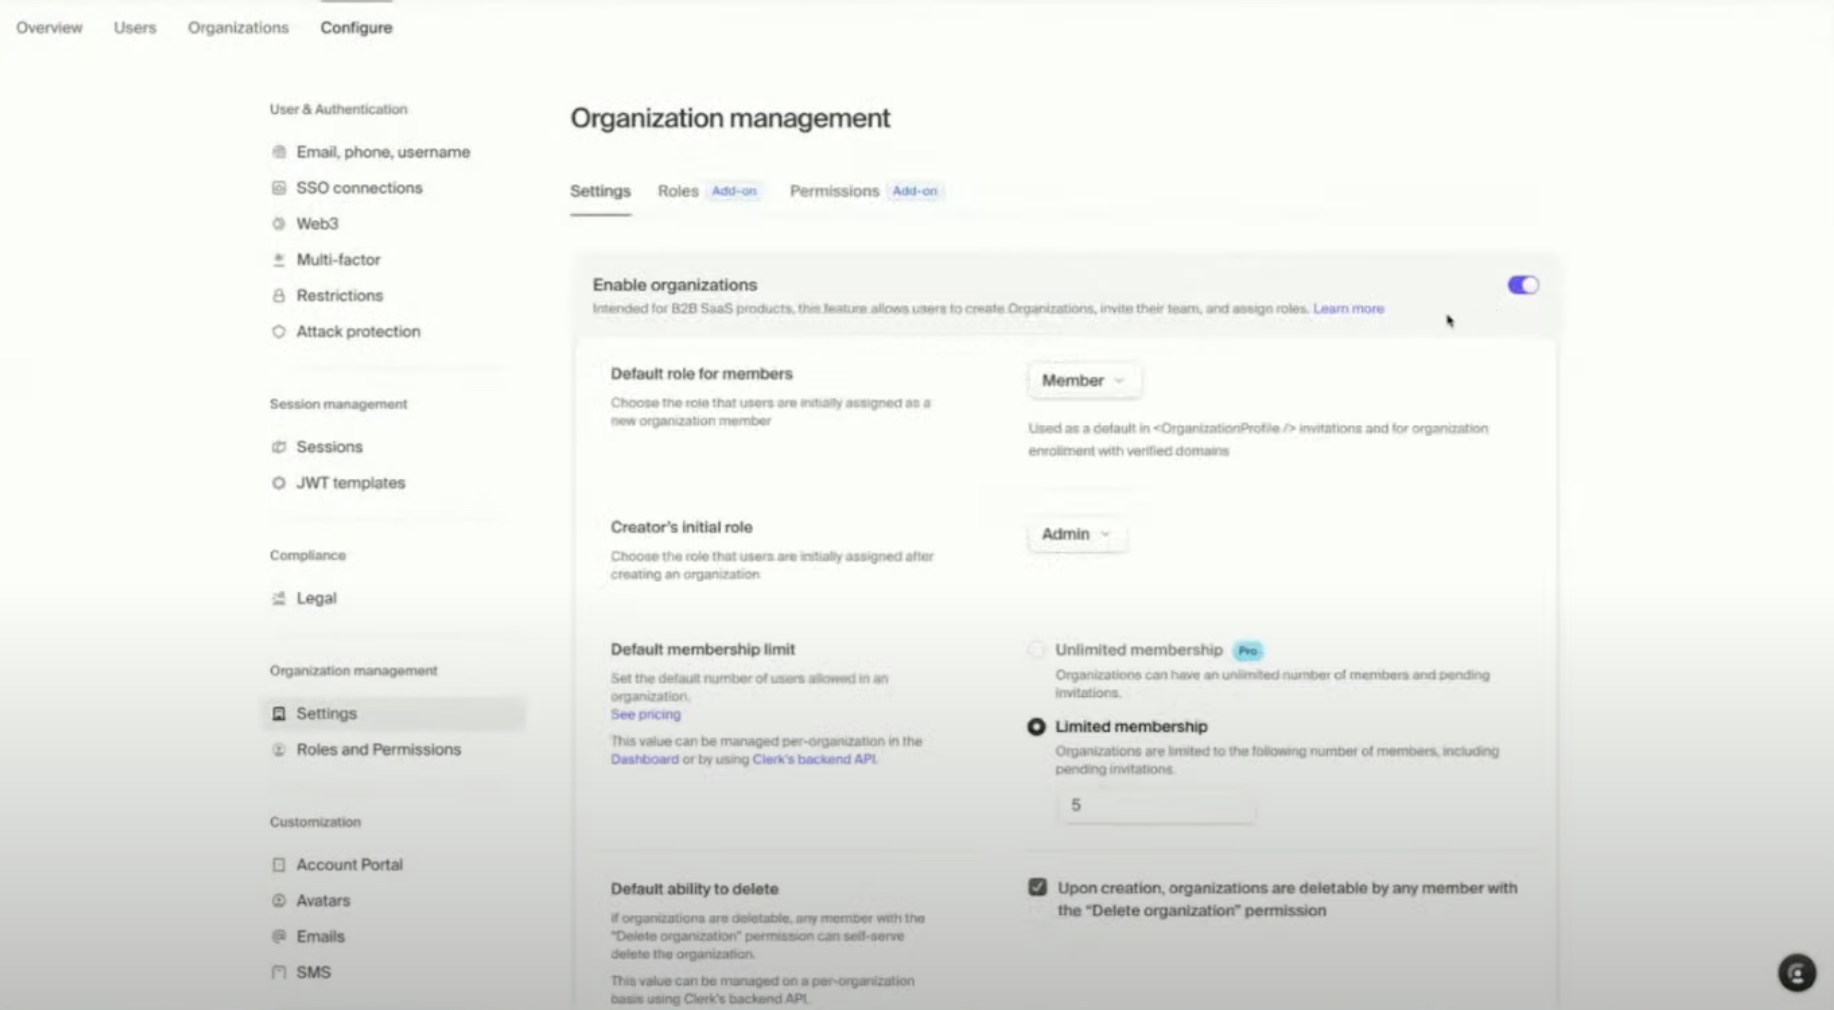 Overview Users Organizations Configure
User & Authentication
Email, phone, username
SSO connections
Web3
Multi-factor
Restrictions
Attack protection
Session management
Sessions
JWT templates
Compliance
Legal
Organization management
Settings
Roles and Permissions
Customization
Account Portal
Avatars
Emails
SMS
Organization management
Settings Roles Add-on Permissions Add-on
Enable organizations
Intended for B2B SaaS products, this feature allows users to create Organizations, invite their team, and assign roles. Learn more
Default role for members
Choose the role that users are initially assigned as a
new organization member
Member
Used as a default in <OrganizationProfile /> invitations and for organization
enrollment with verified domains
Creator's initial role
Choose the role that users are initially assigned after
creating an organization
Admin
Default membership limit
Set the default number of users allowed in an
organization.
See pricing
This value can be managed per-organization in the
Dashboard or by using Clerk's backend API.
Unlimited membership Pro
Organizations can have an unlimited number of members and pending
invitations.
Limited membership
Organizations are limited to the following number of members, including
pending invitations.
5
Default ability to delete
If organizations are deletable, any member with the
"Delete organization" permission can self-serve
delete the organization.
This value can be managed on a per-organization
basis using Clerk's backend API.
Upon creation, organizations are deletable by any member with
the "Delete organization" permission